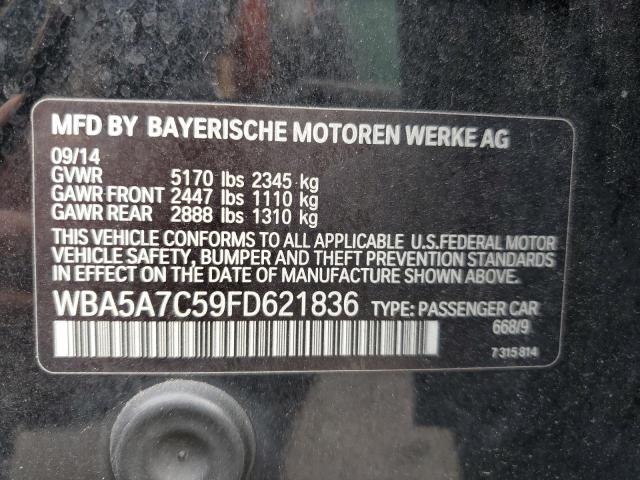 MFD BY BAYERISCHE MOTOREN WERKE AG
09/14
GVWR 5170 lbs 2345 kg
GAWR FRONT 2447 lbs 1110 kg
GAWR REAR 2888 lbs 1310 kg
THIS VEHICLE CONFORMS TO ALL APPLICABLE U.S.FEDERAL MOTOR
VEHICLE SAFETY, BUMPER AND THEFT PREVENTION STANDARDS
IN EFFECT ON THE DATE OF MANUFACTURE SHOWN ABOVE.
WBA5A7C59FD621836 TYPE: PASSENGER CAR
668/9
7 315 814